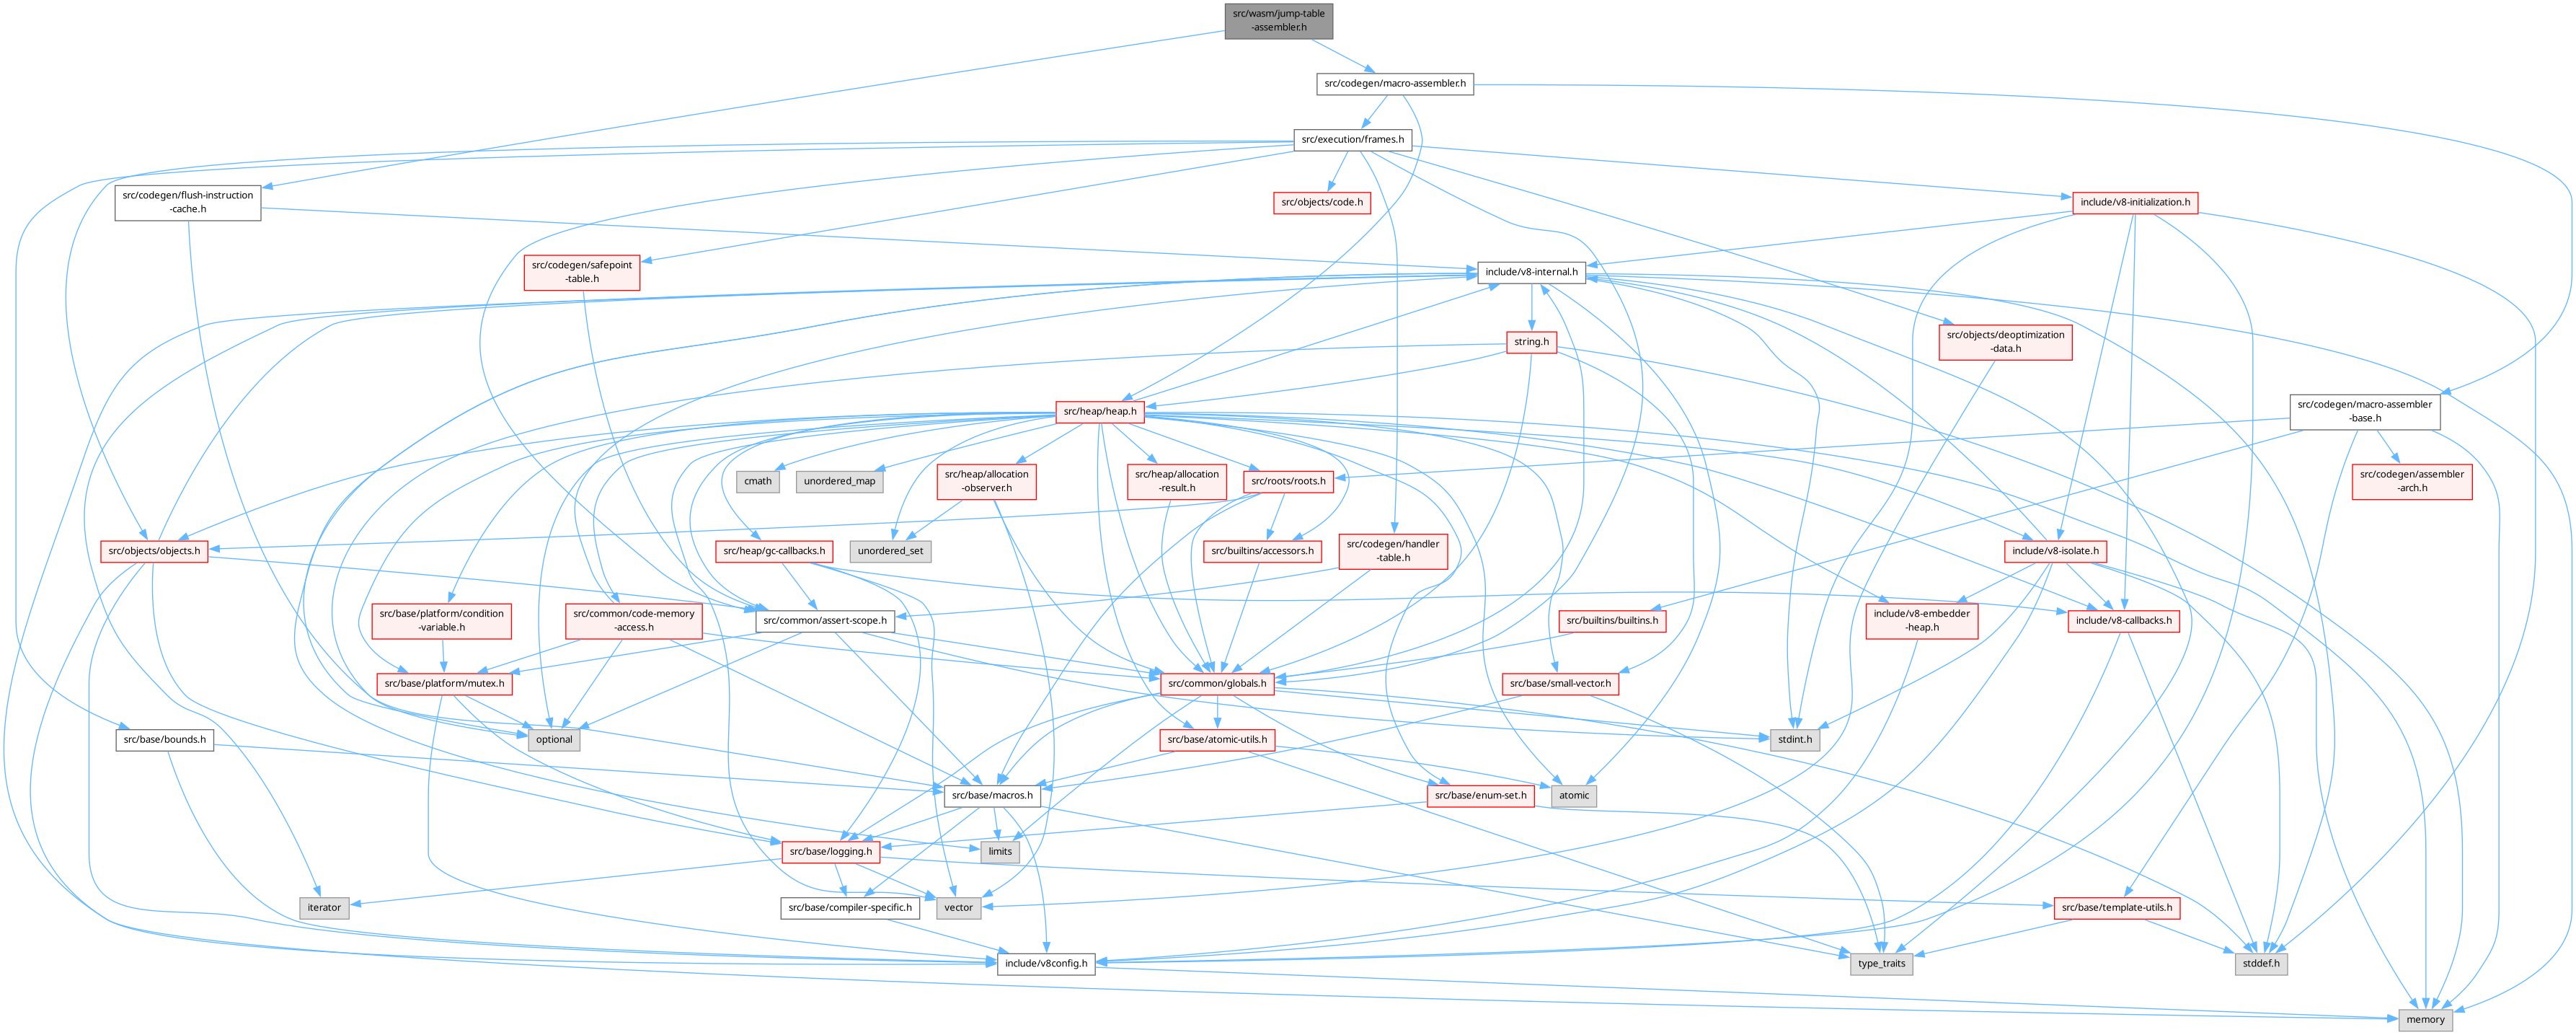 src/wasm/jump-table
-assembler.h
src/codegen/macro-assembler.h
src/execution/frames.h
src/codegen/flush-instruction
-cache.h
src/objects/code.h
include/v8-initialization.h
src/codegen/safepoint
-table.h
include/v8-internal.h
string.h
src/objects/deoptimization
-data.h
src/heap/heap.h
src/codegen/macro-assembler
-base.h
cmath
unordered_map
src/heap/allocation
-observer.h
src/heap/allocation
-result.h
src/roots/roots.h
src/codegen/assembler
-arch.h
src/objects/objects.h
src/heap/gc-callbacks.h
unordered_set
src/builtins/accessors.h
src/codegen/handler
-table.h
include/v8-isolate.h
src/base/platform/condition
-variable.h
src/common/code-memory
-access.h
src/common/assert-scope.h
src/builtins/builtins.h
include/v8-embedder
-heap.h
include/v8-callbacks.h
src/base/platform/mutex.h
src/common/globals.h
src/base/small-vector.h
src/base/bounds.h
optional
src/base/atomic-utils.h
stdint.h
src/base/macros.h
src/base/enum-set.h
atomic
src/base/logging.h
limits
iterator
src/base/compiler-specific.h
vector
src/base/template-utils.h
include/v8config.h
type_traits
stddef.h
memory